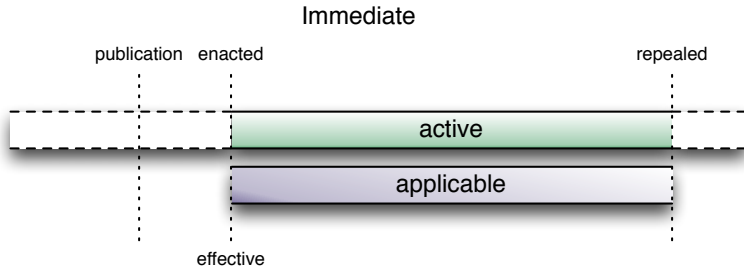 Immediate
publication enacted repealed
active
applicable
effective